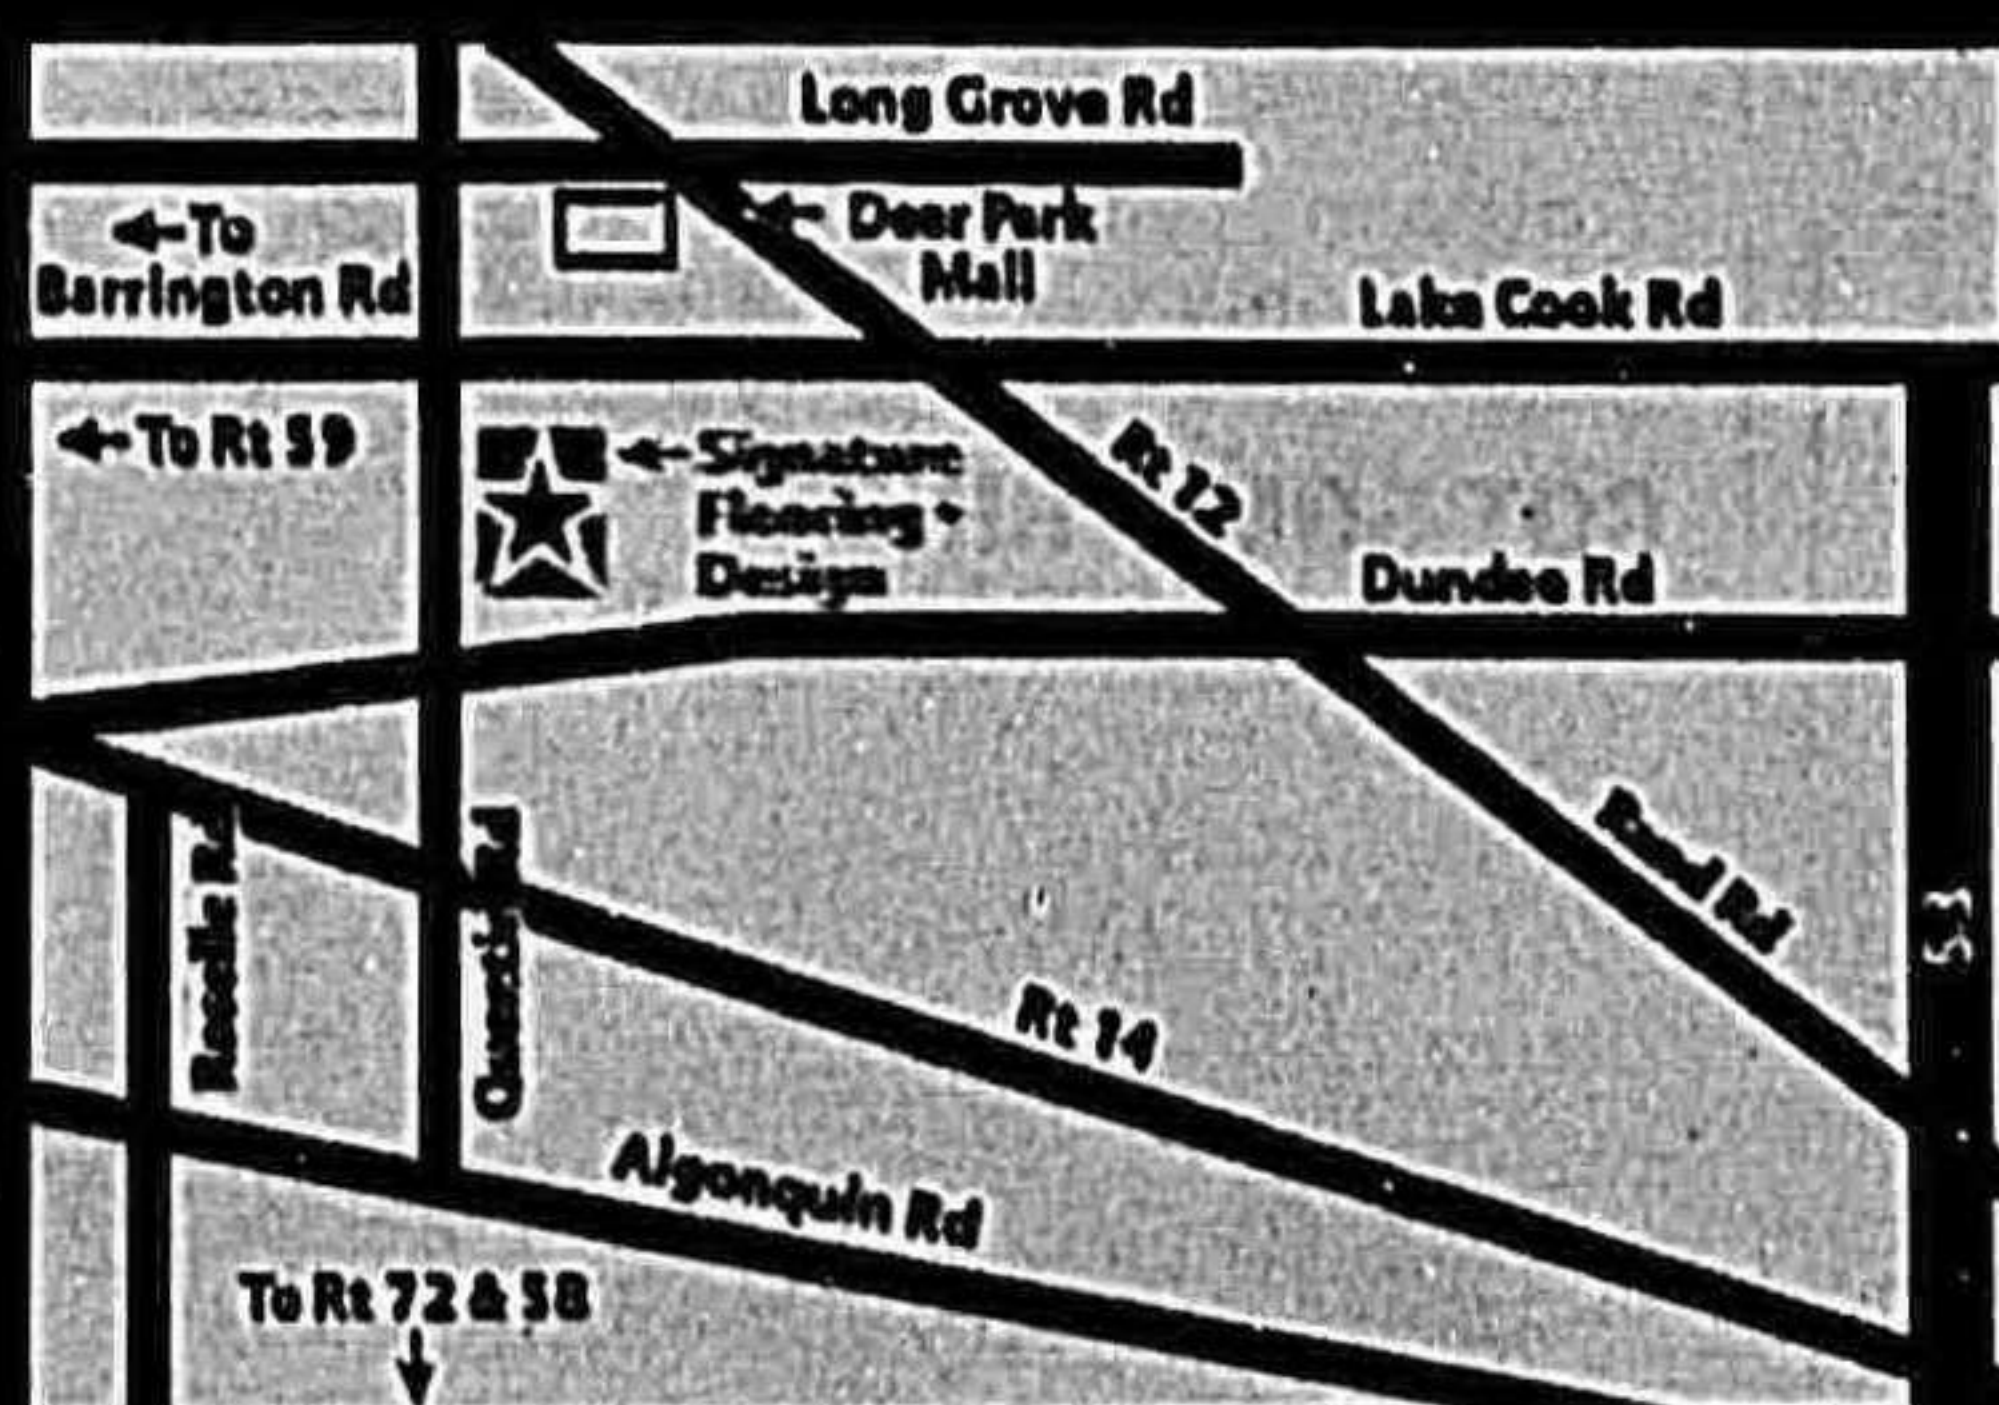 Long Grove Rd
←To
Barrington Rd
← Deer Park
Mall
Lake Cook Rd
←To Rt 59
←Signature
Flooring +
Design
Rt 12
Dundee Rd
Rand Rd
53
Roselle Rd
Quentin Rd
Rt 14
Algonquin Rd
To Rt 72 & 58
↓